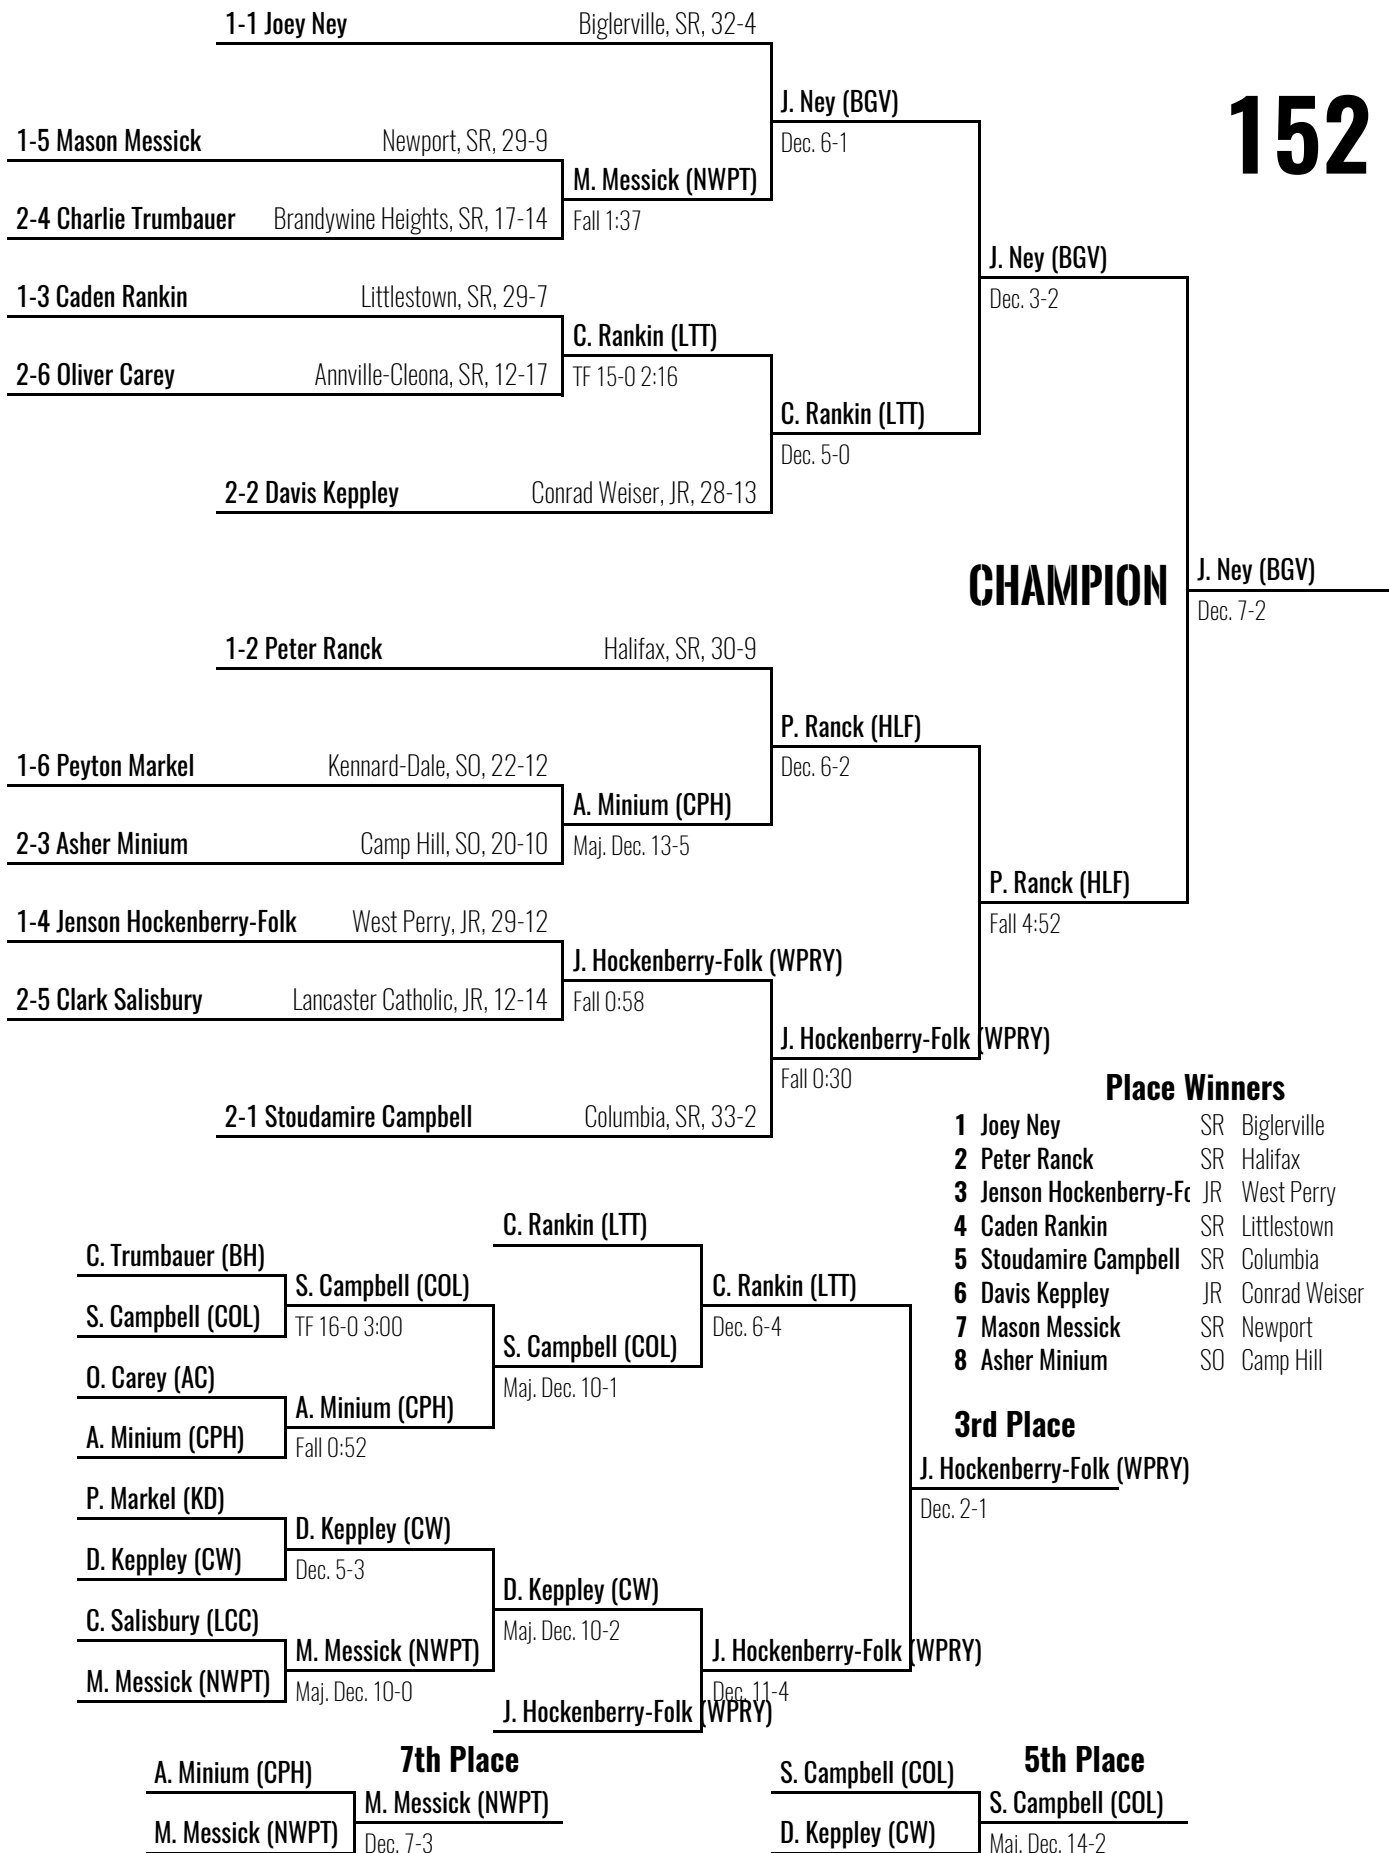 1-1 Joey Ney Biglerville, SR, 32-4
J. Ney (BGV)
152
1-5 Mason Messick Newport, SR, 29-9
Dec. 6-1
M. Messick (NWPT)
2-4 Charlie Trumbauer Brandywine Heights, SR, 17-14
Fall 1:37
J. Ney (BGV)
1-3 Caden Rankin Littlestown, SR, 29-7
Dec. 3-2
C. Rankin (LTT)
2-6 Oliver Carey Annville-Cleona, SR, 12-17
TF 15-0 2:16
C. Rankin (LTT)
Dec. 5-0
2-2 Davis Keppley Conrad Weiser, JR, 28-13
CHAMPION
J. Ney (BGV)
Dec. 7-2
1-2 Peter Ranck Halifax, SR, 30-9
P. Ranck (HLF)
1-6 Peyton Markel Kennard-Dale, SO, 22-12
Dec. 6-2
A. Minium (CPH)
2-3 Asher Minium Camp Hill, SO, 20-10
Maj. Dec. 13-5
P. Ranck (HLF)
1-4 Jenson Hockenberry-Folk West Perry, JR, 29-12
Fall 4:52
J. Hockenberry-Folk (WPRY)
2-5 Clark Salisbury Lancaster Catholic, JR, 12-14
Fall 0:58
J. Hockenberry-Folk (WPRY)
Fall 0:30
2-1 Stoudamire Campbell Columbia, SR, 33-2
Place Winners
1 Joey Ney SR Biglerville
2 Peter Ranck SR Halifax
3 Jenson Hockenberry-Fo JR West Perry
4 Caden Rankin SR Littlestown
5 Stoudamire Campbell SR Columbia
6 Davis Keppley JR Conrad Weiser
7 Mason Messick SR Newport
8 Asher Minium SO Camp Hill
C. Rankin (LTT)
C. Trumbauer (BH)
S. Campbell (COL)
C. Rankin (LTT)
S. Campbell (COL)
TF 16-0 3:00
Dec. 6-4
S. Campbell (COL)
O. Carey (AC)
Maj. Dec. 10-1
A. Minium (CPH)
A. Minium (CPH)
Fall 0:52
3rd Place
J. Hockenberry-Folk (WPRY)
Dec. 2-1
P. Markel (KD)
D. Keppley (CW)
D. Keppley (CW)
Dec. 5-3
D. Keppley (CW)
C. Salisbury (LCC)
Maj. Dec. 10-2
M. Messick (NWPT)
J. Hockenberry-Folk (WPRY)
M. Messick (NWPT)
Maj. Dec. 10-0
Dec. 11-4
J. Hockenberry-Folk (WPRY)
7th Place
A. Minium (CPH)
M. Messick (NWPT)
M. Messick (NWPT)
Dec. 7-3
5th Place
S. Campbell (COL)
S. Campbell (COL)
D. Keppley (CW)
Maj. Dec. 14-2